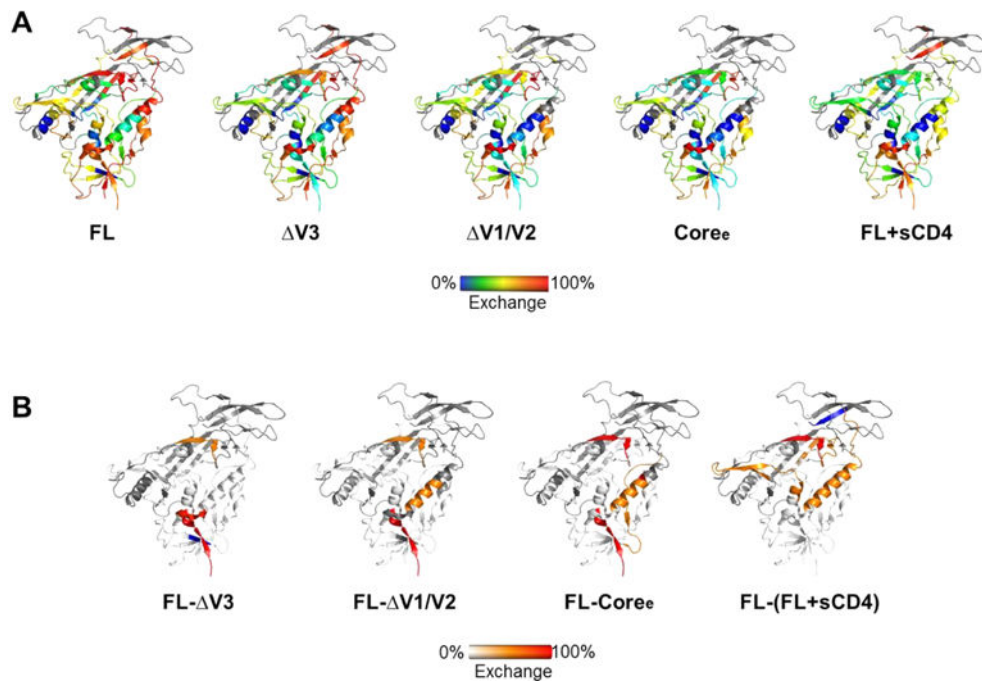 A
FL
ΔV3
ΔV1/V2
Coree
FL+sCD4
0%
100%
Exchange
B
FL-ΔV3
FL-ΔV1/V2
FL-Coree
FL-(FL+sCD4)
0%
100%
Exchange